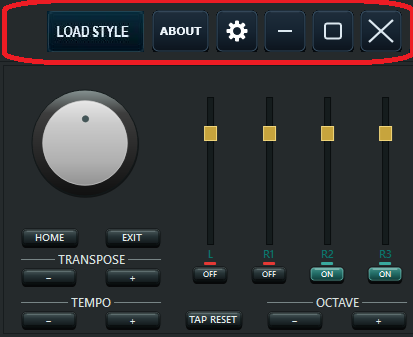 LOAD STYLE ABOUT
L R1 R2 R3
HOME EXIT
OFF OFF ON ON
TRANSPOSE
− +
TEMPO OCTAVE
− + TAP RESET − +